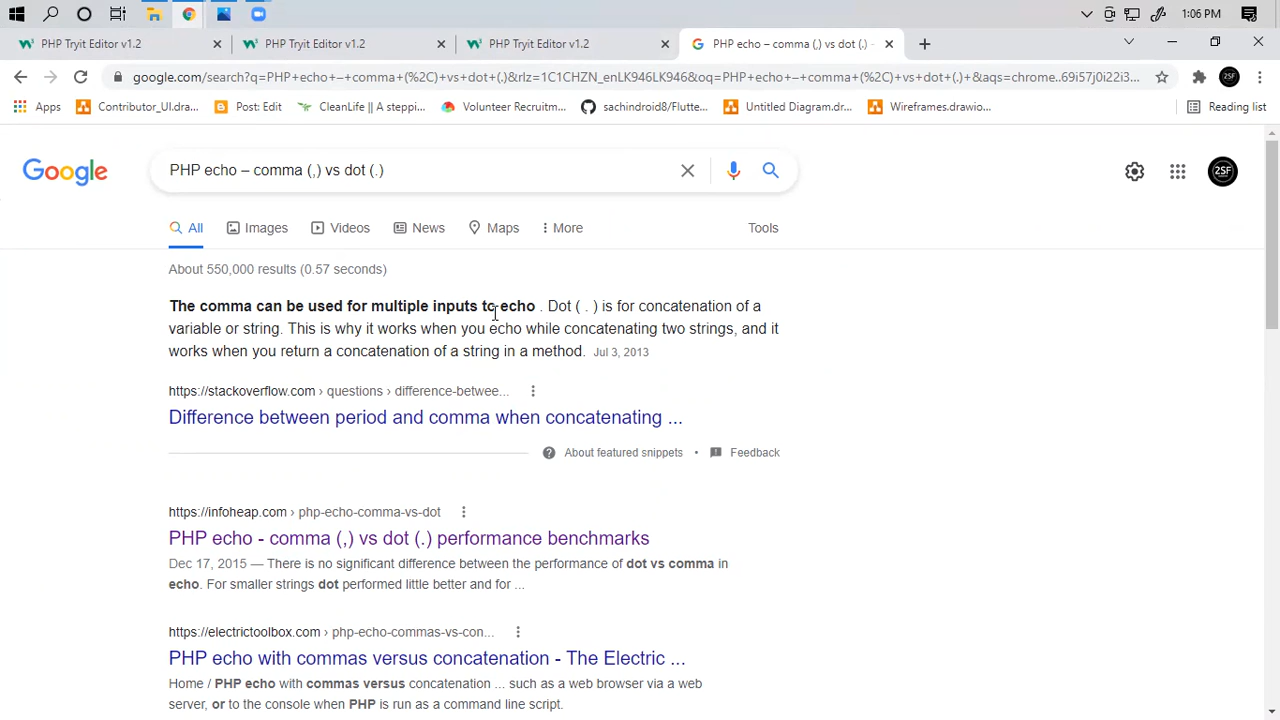 1:06 PM
PHP Tryit Editor v1.2
PHP Tryit Editor v1.2
PHP Tryit Editor v1.2
PHP echo – comma (,) vs dot (.) -
google.com/search?q=PHP+echo+–+comma+(%2C)+vs+dot+(.)&rlz=1C1CHZN_enLK946LK946&oq=PHP+echo+–+comma+(%2C)+vs+dot+(.)+&aqs=chrome..69i57j0i22i3...
Apps
Contributor_UI.dra...
Post: Edit
CleanLife || A steppi...
Volunteer Recruitm...
sachindroid8/Flutte...
Untitled Diagram.dr...
Wireframes.drawio...
Reading list
Google
PHP echo – comma (,) vs dot (.)
2SF
All
Images
Videos
News
Maps
More
Tools
About 550,000 results (0.57 seconds)
The comma can be used for multiple inputs to echo . Dot ( . ) is for concatenation of a
variable or string. This is why it works when you echo while concatenating two strings, and it
works when you return a concatenation of a string in a method. Jul 3, 2013
https://stackoverflow.com › questions › difference-betwee...
Difference between period and comma when concatenating ...
About featured snippets • Feedback
https://infoheap.com › php-echo-comma-vs-dot
PHP echo - comma (,) vs dot (.) performance benchmarks
Dec 17, 2015 — There is no significant difference between the performance of dot vs comma in
echo. For smaller strings dot performed little better and for ...
https://electrictoolbox.com › php-echo-commas-vs-con...
PHP echo with commas versus concatenation - The Electric ...
Home / PHP echo with commas versus concatenation ... such as a web browser via a web
server, or to the console when PHP is run as a command line script.